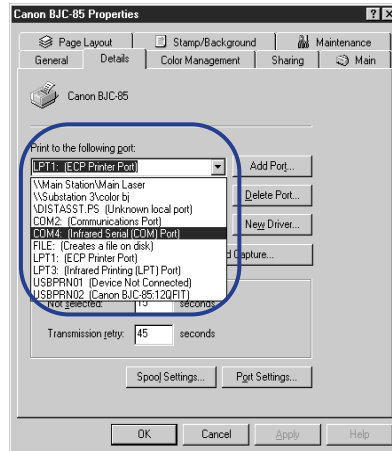 Canon BJC-85 Properties
Page Layout
Stamp/Background
Maintenance
General
Details
Color Management
Sharing
Main
Canon BJC-85
Print to the following port:
LPT1: (ECP Printer Port)
Add Port...
\\Main Station\Main Laser
\\Substation 3\color bj
\DISTASST.PS (Unknown local port)
Delete Port...
COM2: (Communications Port)
COM4: (Infrared Serial (COM) Port)
New Driver...
FILE: (Creates a file on disk)
LPT1: (ECP Printer Port)
d Capture...
LPT3: (Infrared Printing (LPT) Port)
USBPRN01 (Device Not Connected)
USBPRN02 (Canon BJC-85:12QFIT)
Not selected: 15 seconds
Transmission retry: 45 seconds
Spool Settings...
Port Settings...
OK
Cancel
Apply
Help